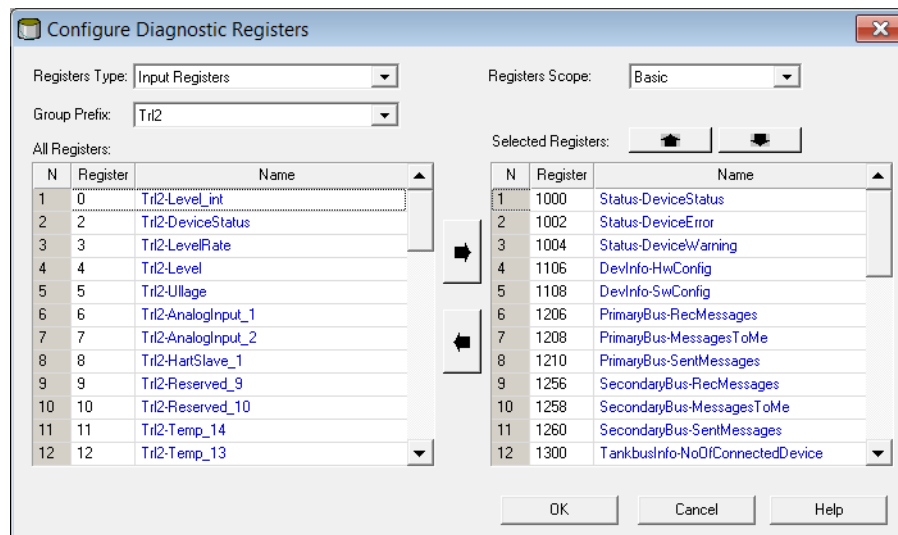 Configure Diagnostic Registers
Registers Type: Input Registers
Registers Scope: Basic
Group Prefix: Trl2
All Registers:
Selected Registers:
N Register Name
1 0 Trl2-Level_int
2 2 Trl2-DeviceStatus
3 3 Trl2-LevelRate
4 4 Trl2-Level
5 5 Trl2-Ullage
6 6 Trl2-AnalogInput_1
7 7 Trl2-AnalogInput_2
8 8 Trl2-HartSlave_1
9 9 Trl2-Reserved_9
10 10 Trl2-Reserved_10
11 11 Trl2-Temp_14
12 12 Trl2-Temp_13
N Register Name
1 1000 Status-DeviceStatus
2 1002 Status-DeviceError
3 1004 Status-DeviceWarning
4 1106 DevInfo-HwConfig
5 1108 DevInfo-SwConfig
6 1206 PrimaryBus-RecMessages
7 1208 PrimaryBus-MessagesToMe
8 1210 PrimaryBus-SentMessages
9 1256 SecondaryBus-RecMessages
10 1258 SecondaryBus-MessagesToMe
11 1260 SecondaryBus-SentMessages
12 1300 TankbusInfo-NoOfConnectedDevice
OK Cancel Help